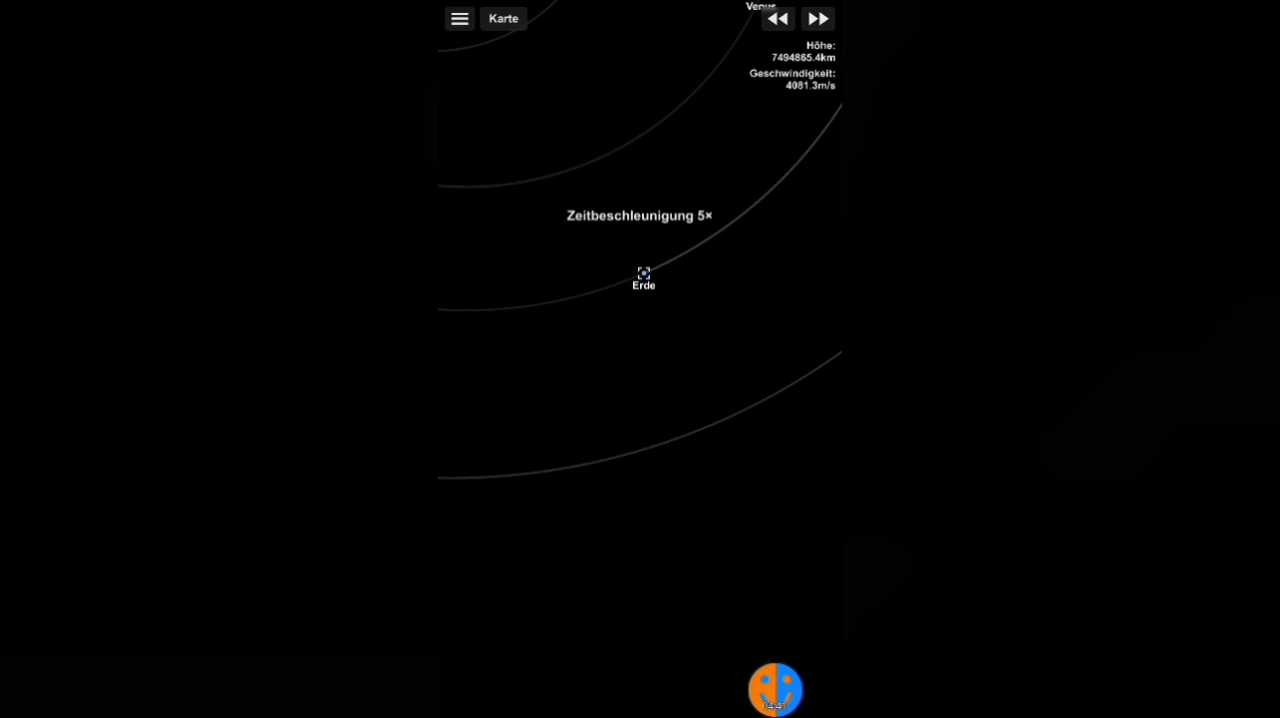 Venus
Karte
Höhe:
7494865.4km
Geschwindigkeit:
4081.3m/s
Zeitbeschleunigung 5×
Erde